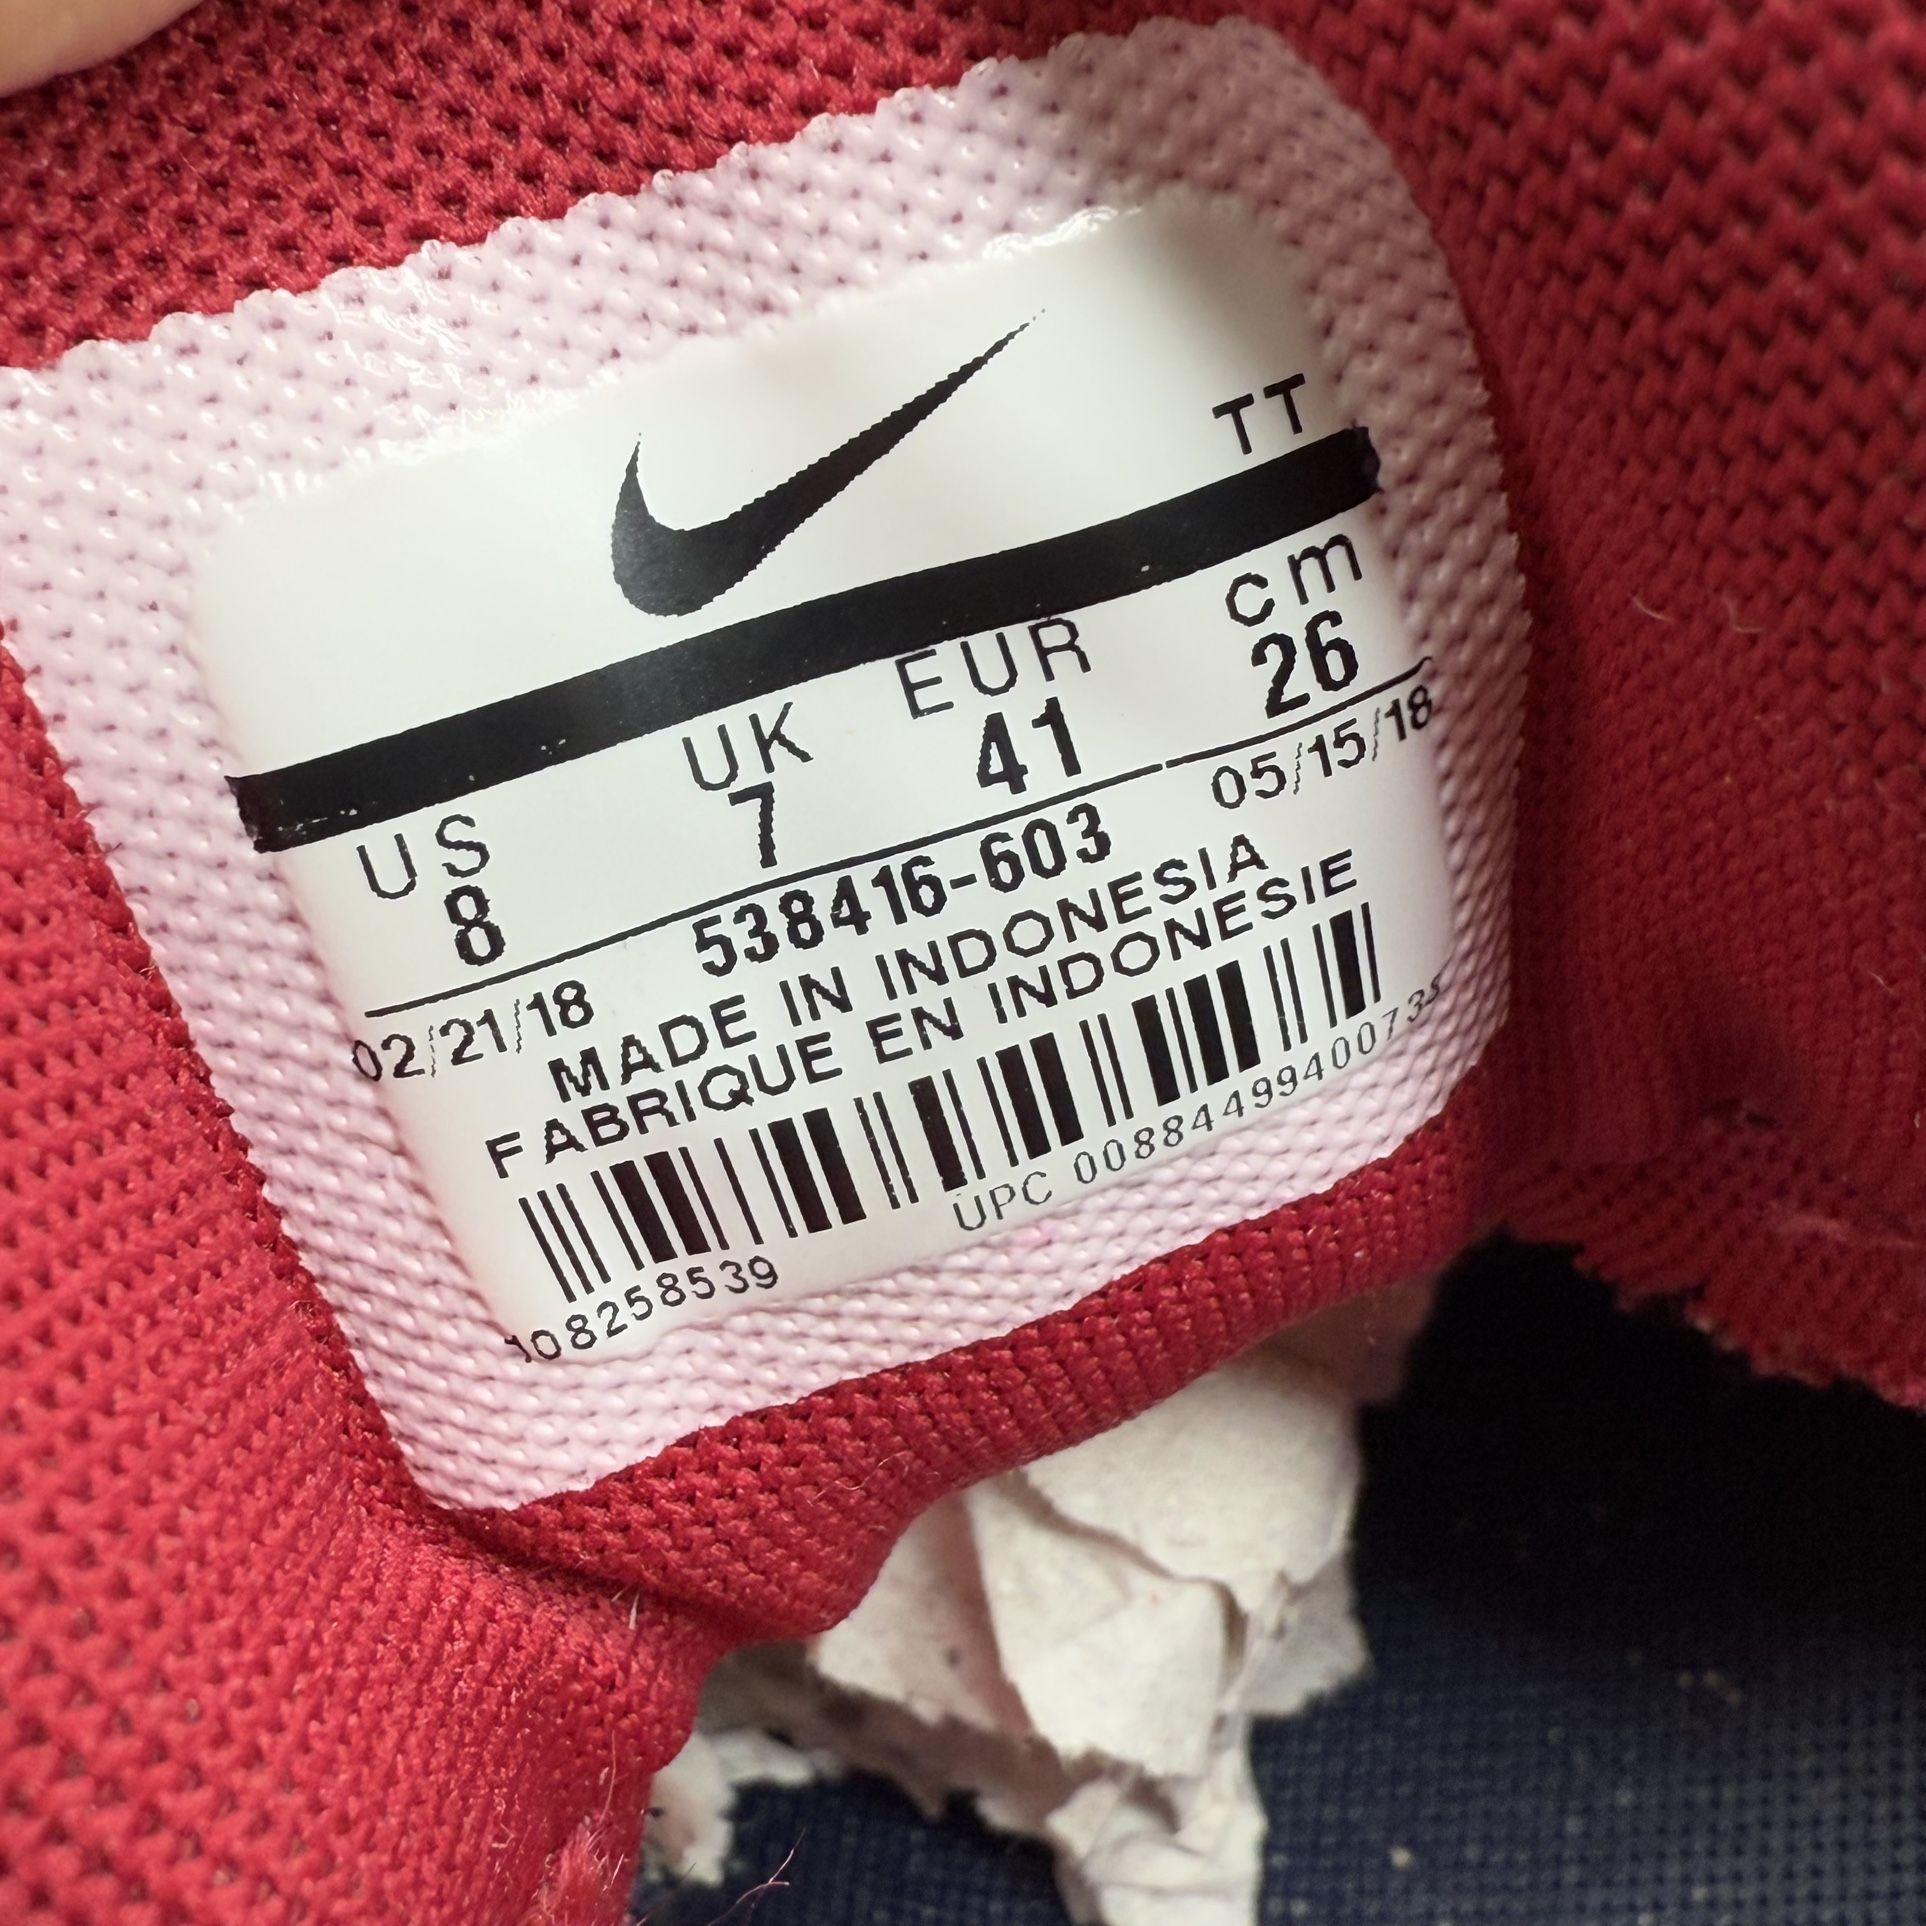 TT
US UK EUR cm
8 7 41 26
02/21/18 538416-603 05/15/18
MADE IN INDONESIA
FABRIQUE EN INDONESIE
108258539 UPC 00884499400738